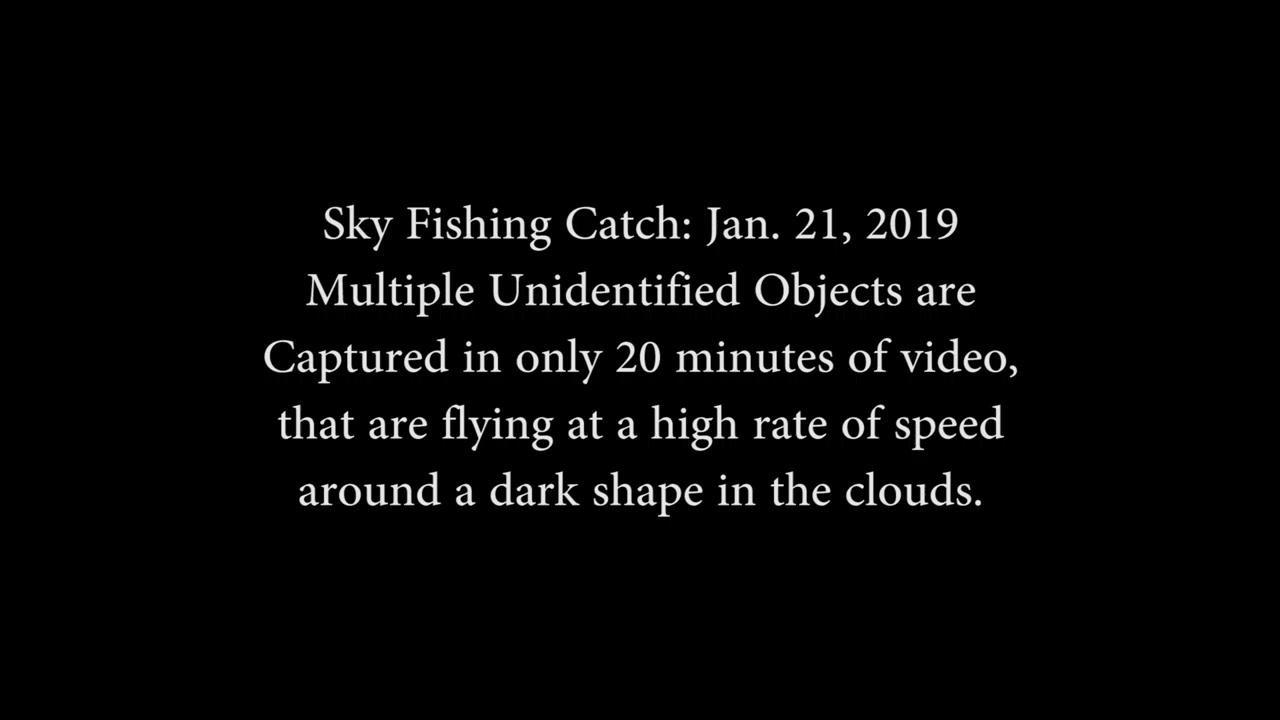 Sky Fishing Catch: Jan. 21, 2019
Multiple Unidentified Objects are
Captured in only 20 minutes of video,
that are flying at a high rate of speed
around a dark shape in the clouds.